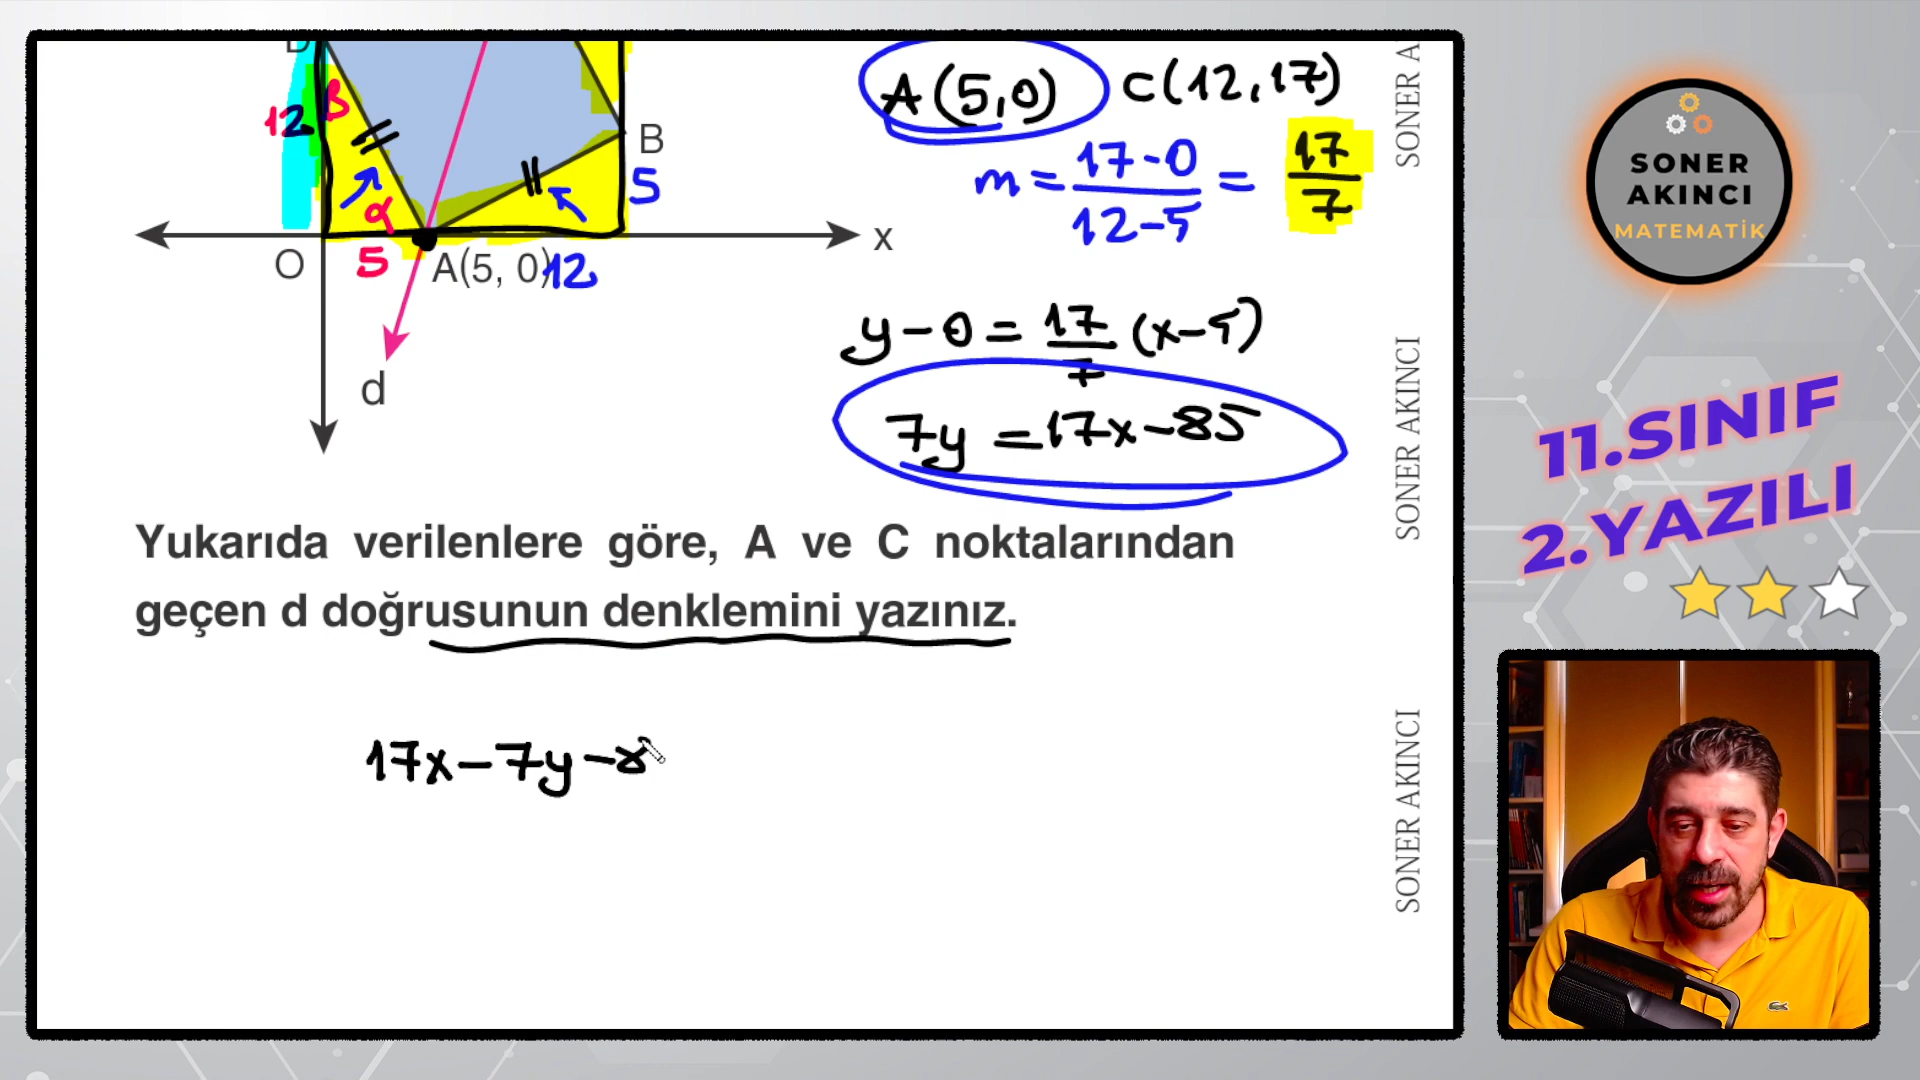 D
12
β
B
5
α
O
5
A(5, 0)
12
x
d
A(5,0) C(12,17)
m = 17-0 / 12-5 = 17 / 7
y-0 = 17/7 (x-5)
7y = 17x-85
Yukarıda verilenlere göre, A ve C noktalarından
geçen d doğrusunun denklemini yazınız.
17x-7y-8
SONER A
SONER AKINCI
SONER AKINCI
SONER
AKINCI
MATEMATİK
11.SINIF
2.YAZILI